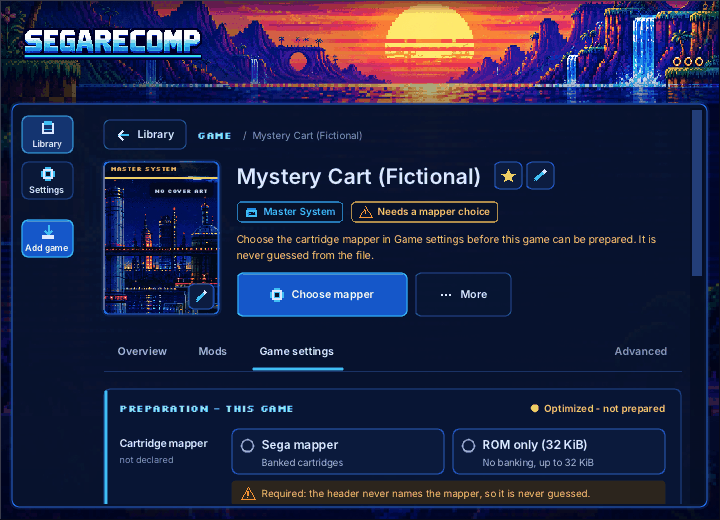 SEGARECOMP
Library
Settings
Add game
Library GAME / Mystery Cart (Fictional)
MASTER SYSTEM
NO COVER ART
Mystery Cart (Fictional)
Master System Needs a mapper choice
Choose the cartridge mapper in Game settings before this game can be prepared. It is
never guessed from the file.
Choose mapper ··· More
Overview Mods Game settings Advanced
PREPARATION — THIS GAME Optimized - not prepared
Cartridge mapper
not declared
Sega mapper
Banked cartridges
ROM only (32 KiB)
No banking, up to 32 KiB
Required: the header never names the mapper, so it is never guessed.